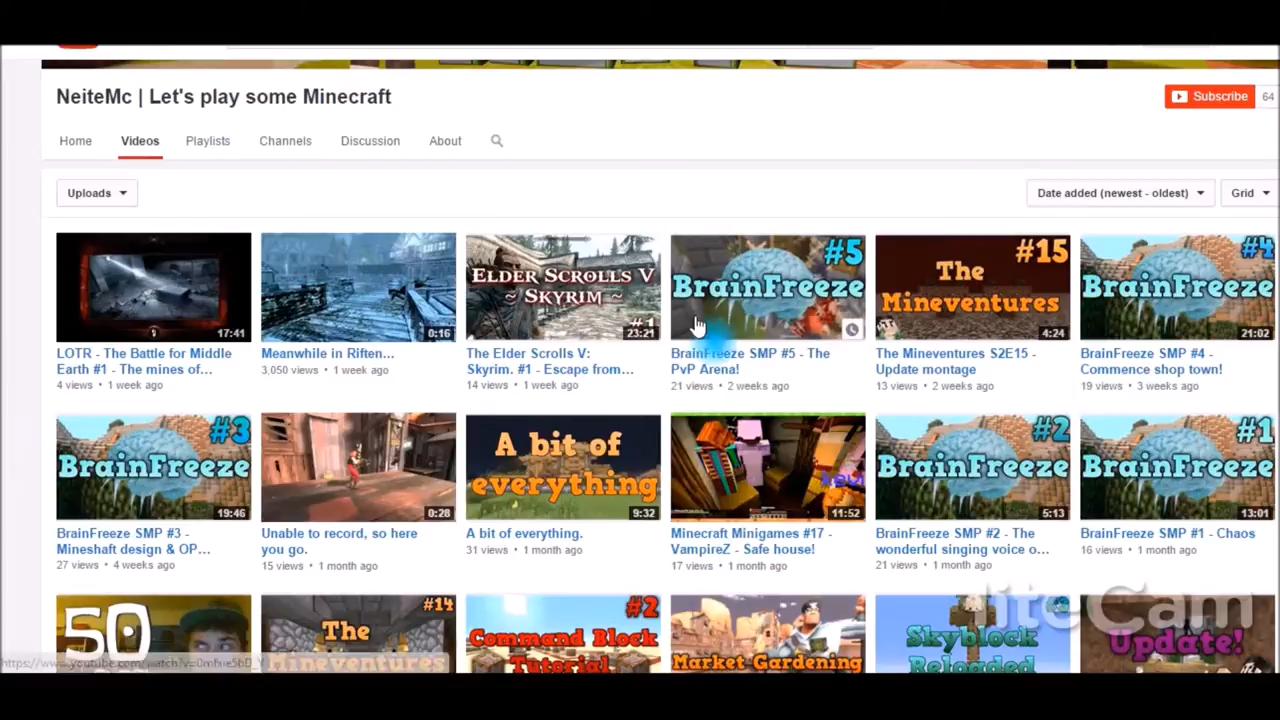 NeiteMc | Let's play some Minecraft
Subscribe 64
Home Videos Playlists Channels Discussion About
Uploads
Date added (newest - oldest) Grid
17:41
0:16
ELDER SCROLLS V
~ SKYRIM ~
#1
23:21
#5
BrainFreeze
#15
The
Mineventures
4:24
#4
BrainFreeze
21:02
LOTR - The Battle for Middle
Earth #1 - The mines of...
4 views • 1 week ago
Meanwhile in Riften...
3,050 views • 1 week ago
The Elder Scrolls V:
Skyrim. #1 - Escape from...
14 views • 1 week ago
BrainFreeze SMP #5 - The
PvP Arena!
21 views • 2 weeks ago
The Mineventures S2E15 -
Update montage
13 views • 2 weeks ago
BrainFreeze SMP #4 -
Commence shop town!
19 views • 3 weeks ago
#3
BrainFreeze
19:46
0:28
A bit of
everything
9:32
11:52
#2
BrainFreeze
5:13
#1
BrainFreeze
13:01
BrainFreeze SMP #3 -
Mineshaft design & OP...
27 views • 4 weeks ago
Unable to record, so here
you go.
15 views • 1 month ago
A bit of everything.
31 views • 1 month ago
Minecraft Minigames #17 -
VampireZ - Safe house!
17 views • 1 month ago
BrainFreeze SMP #2 - The
wonderful singing voice o...
21 views • 1 month ago
BrainFreeze SMP #1 - Chaos
16 views • 1 month ago
50
#14
The
Mineventures
#2
Command Block
Tutorial
Market Gardening
Skyblock
Reloaded
Update!
liteCam